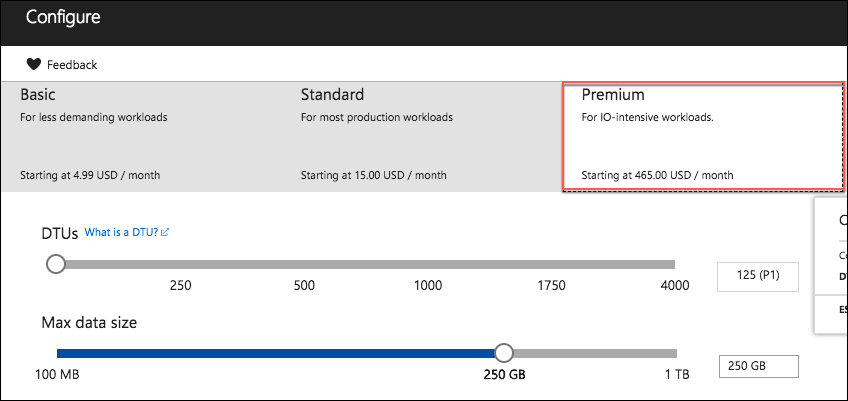 Configure
Feedback
Basic
For less demanding workloads
Starting at 4.99 USD / month
Standard
For most production workloads
Starting at 15.00 USD / month
Premium
For IO-intensive workloads.
Starting at 465.00 USD / month
DTUs What is a DTU?
250 500 1000 1750 4000
125 (P1)
Max data size
100 MB 250 GB 1 TB
250 GB